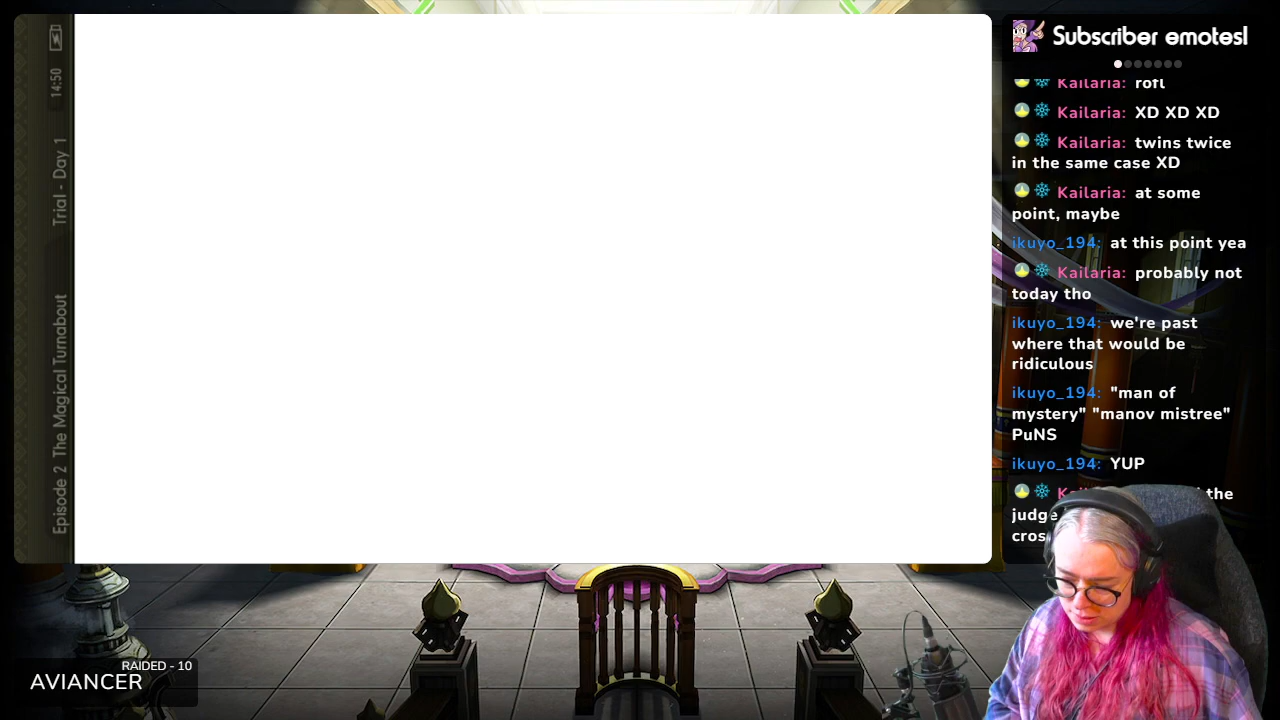 14:50
Trial - Day 1
Episode 2 The Magical Turnabout
Subscriber emotes!
Kailaria: rofl
Kailaria: XD XD XD
Kailaria: twins twice
in the same case XD
Kailaria: at some
point, maybe
ikuyo_194: at this point yea
Kailaria: probably not
today tho
ikuyo_194: we're past
where that would be
ridiculous
ikuyo_194: "man of
mystery" "manov mistree"
PuNS
ikuyo_194: YUP
the
judge
RAIDED - 10
AVIANCER